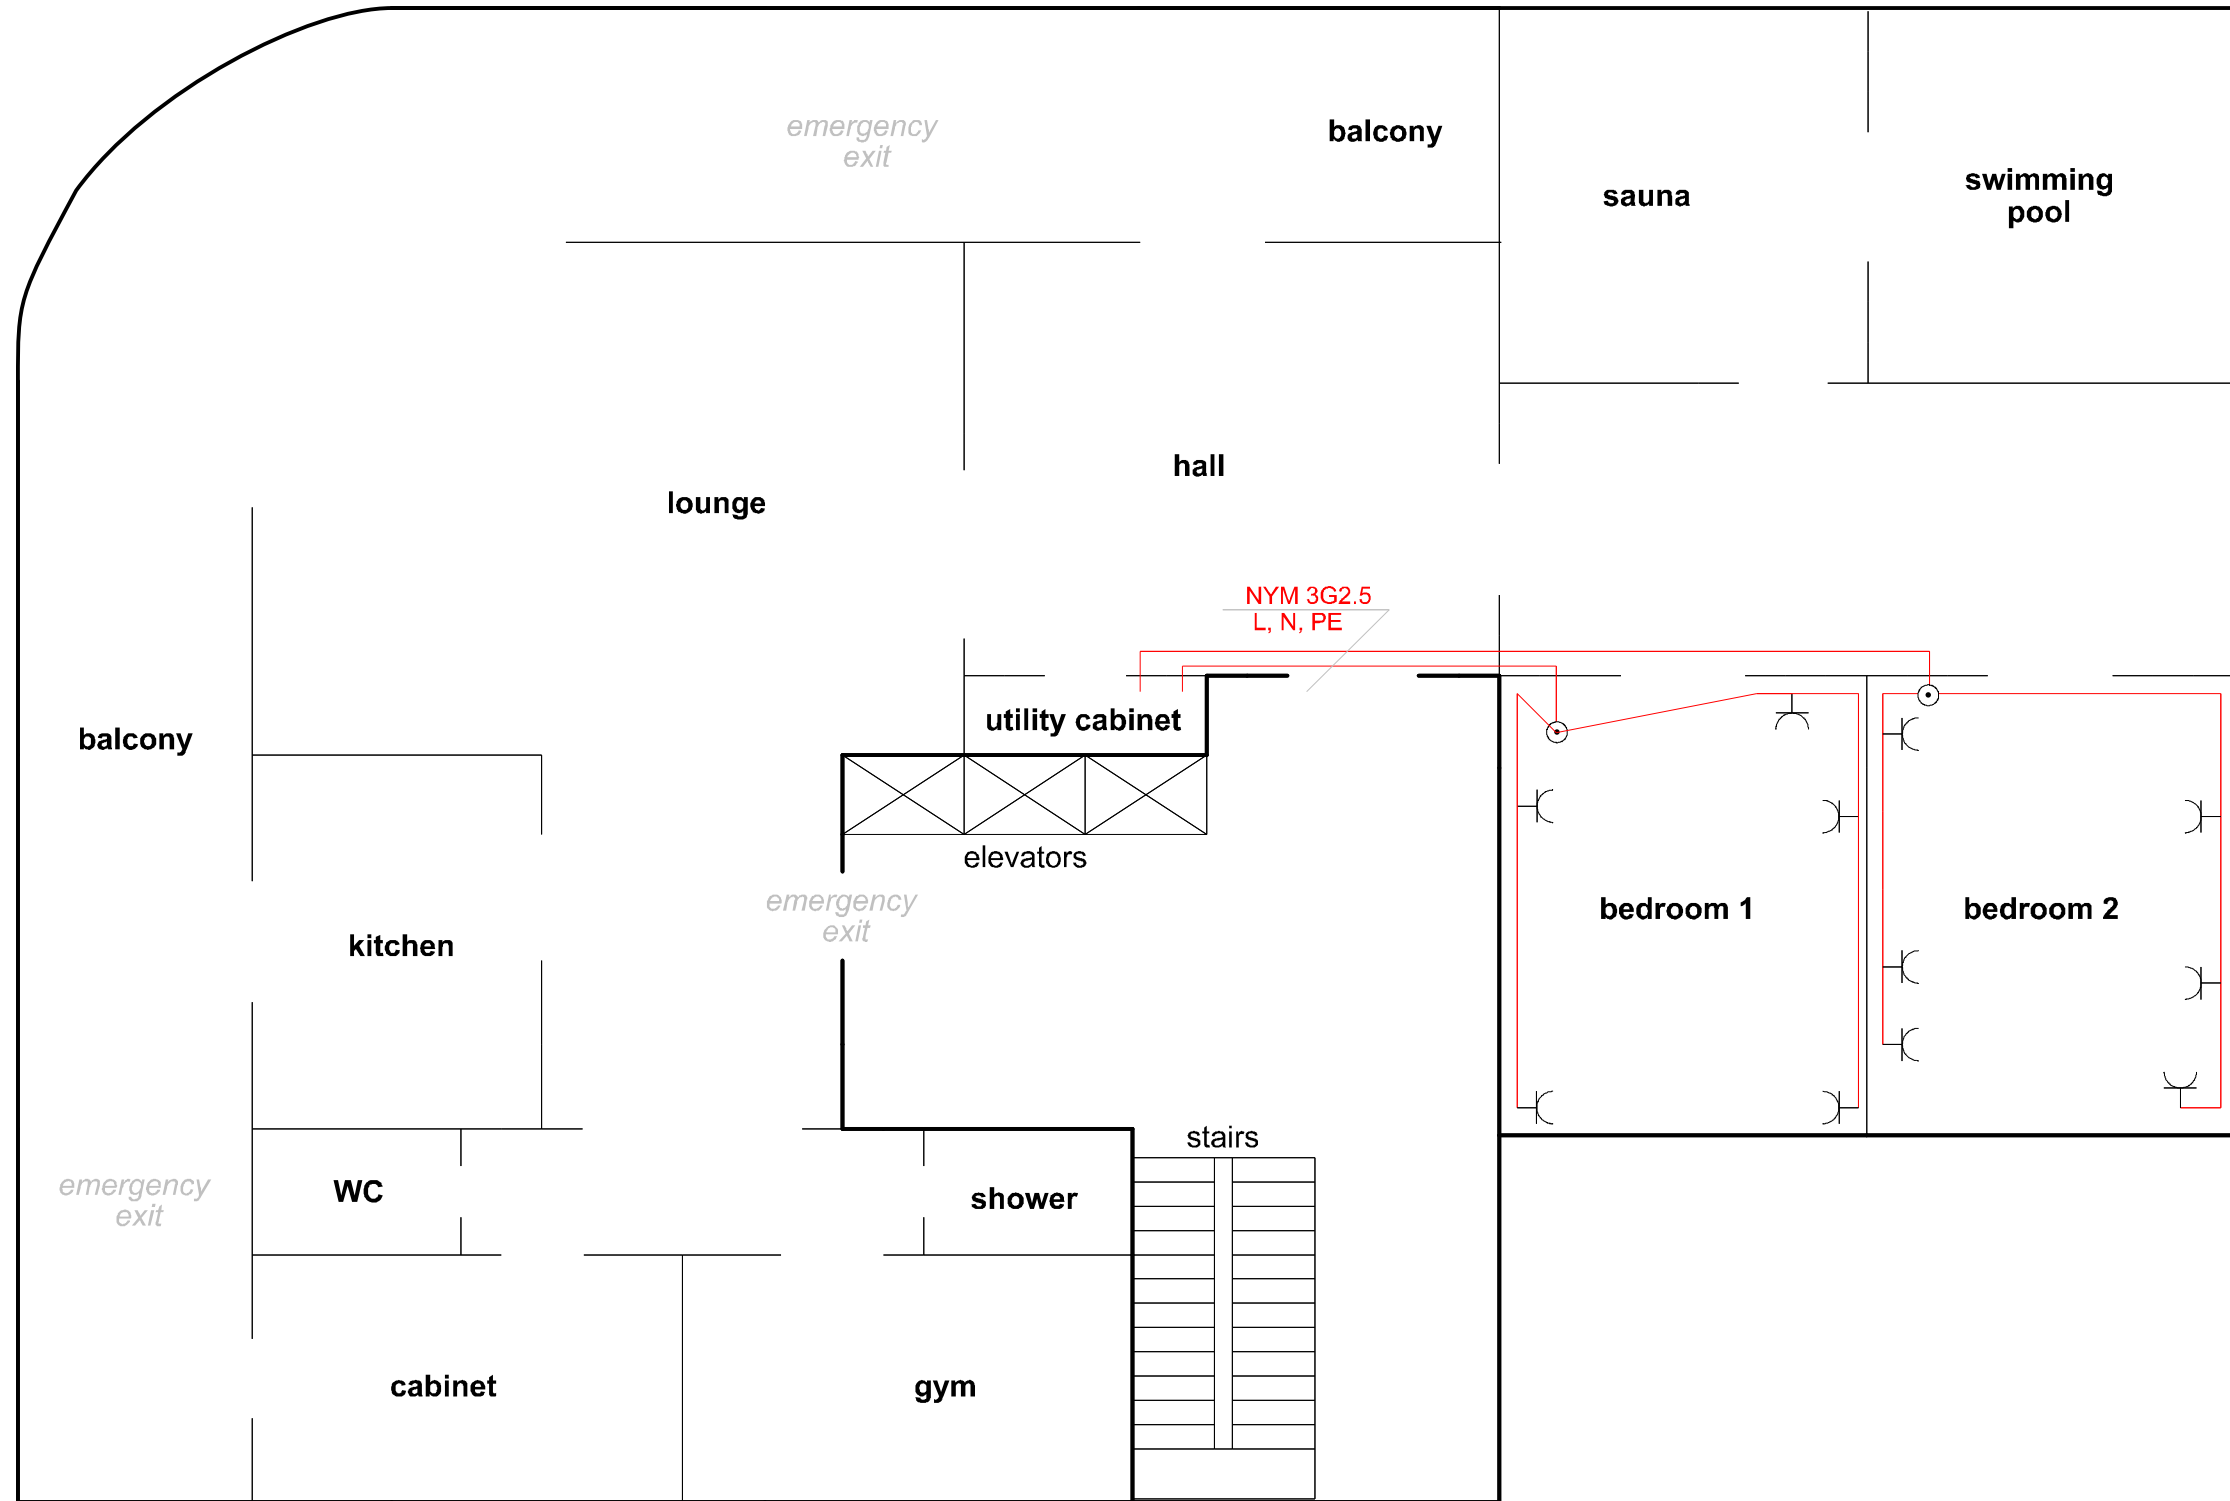 emergency
exit
balcony
sauna
swimming
pool
hall
lounge
NYM 3G2.5
L, N, PE
utility cabinet
balcony
elevators
emergency
exit
bedroom 1
bedroom 2
kitchen
stairs
emergency
exit
WC
shower
cabinet
gym